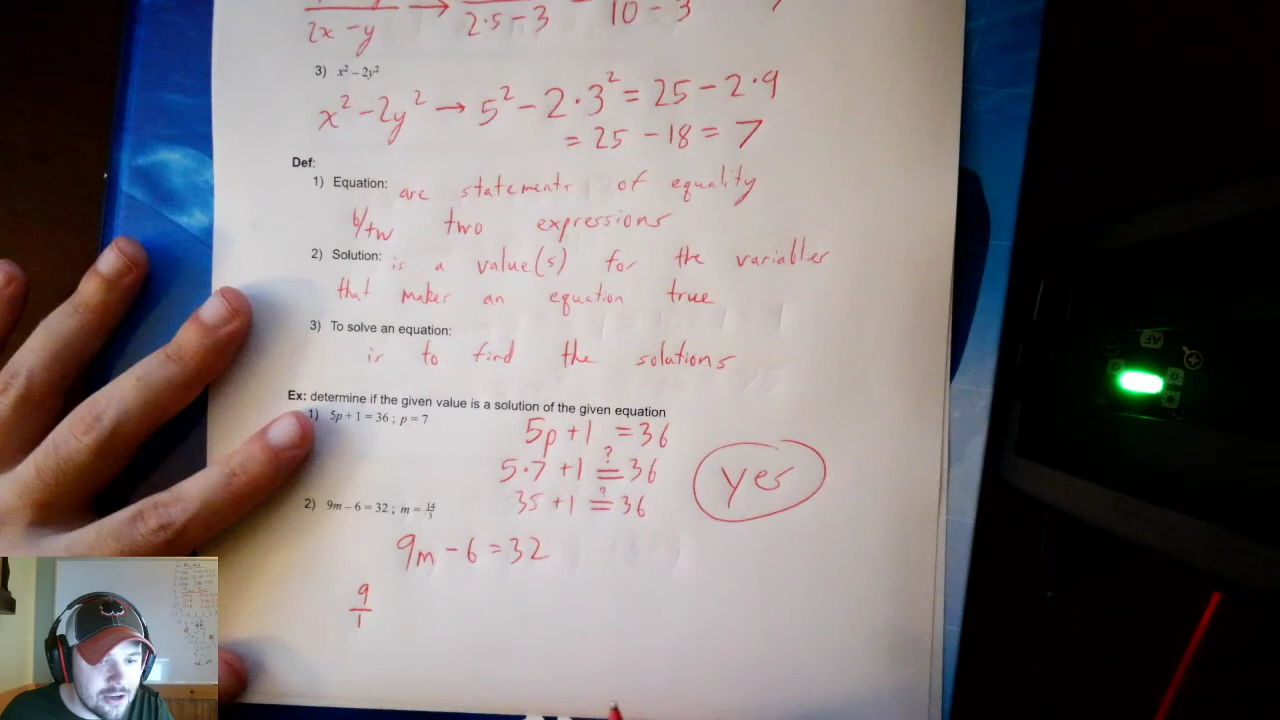 2x - y → 2·5 - 3 10 - 3
3) x² - 2y²
x² - 2y² → 5² - 2·3² = 25 - 2·9
= 25 - 18 = 7
Def:
1) Equation: are statements of equality
b/tw two expressions
2) Solution: is a value(s) for the variables
that makes an equation true
3) To solve an equation:
is to find the solutions
Ex: determine if the given value is a solution of the given equation
1) 5p + 1 = 36 ; p = 7
5p + 1 = 36
5·7 + 1 ≟ 36
yes
35 + 1 ≟ 36
2) 9m - 6 = 32 ; m = 14/3
9m - 6 = 32
9/1
AF